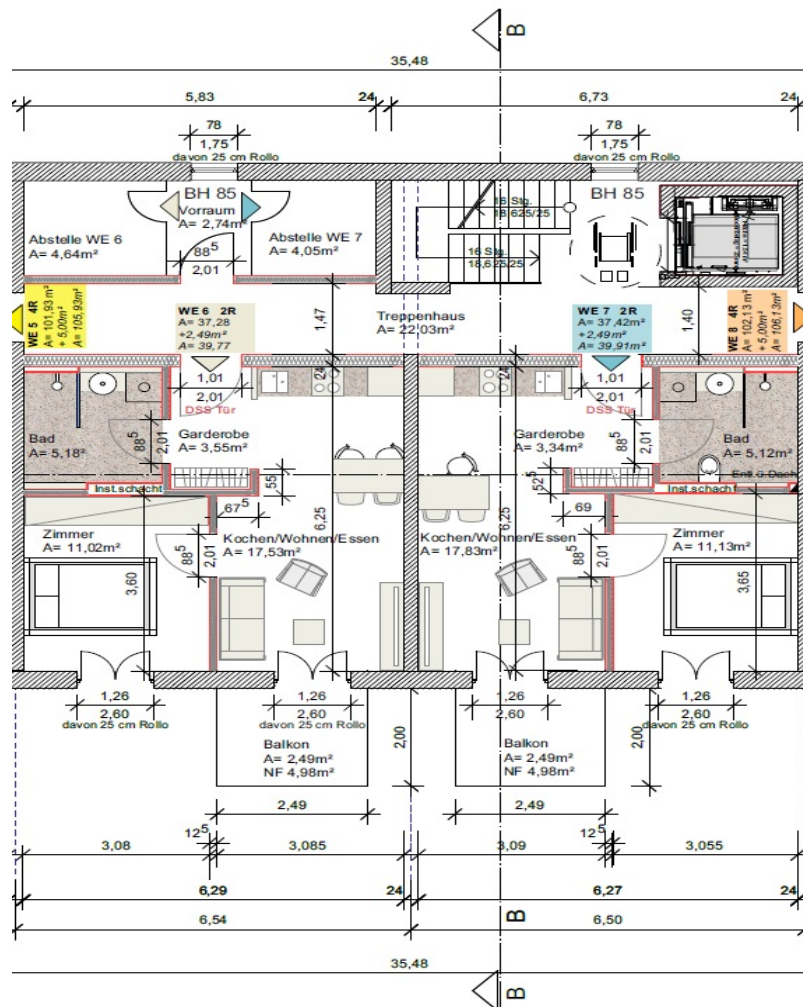 B
35,48
5,83
24
6,73
24
78
1,75
davon 25 cm Rollo
78
1,75
davon 25 cm Rollo
BH 85
Vorraum
A= 2,74m²
Abstelle WE 6
A= 4,64m²
Abstelle WE 7
A= 4,05m²
88⁵
2,01
16 Stg.
18,625/25
16 Stg.
18,625/25
BH 85
WE 5 4R
A= 101,93 m²
+ 5,00m²
A= 105,93m²
WE 6 2R
A= 37,28
+2,49m²
A= 39,77
1,47
Treppenhaus
A= 22,03m²
WE 7 2R
A= 37,42m²
+2,49m²
A= 39,91m²
1,40
WE 8 4R
A= 102,13 m²
+ 5,00m²
A= 106,13m²
1,01
2,01
DSS Tür
24
24
1,01
2,01
DSS Tür
Bad
A= 5,18m²
88⁵
2,01
Garderobe
A= 3,55m²
Garderobe
A= 3,34m²
88⁵
2,01
Bad
A= 5,12m²
Entl.ü.Dach
Inst.schacht
55
67⁵
6,25
52⁵
6,25
69
Inst.schacht
Zimmer
A= 11,02m²
3,60
88⁵
2,01
Kochen/Wohnen/Essen
A= 17,53m²
Kochen/Wohnen/Essen
A= 17,83m²
88⁵
2,01
Zimmer
A= 11,13m²
3,65
1,26
2,60
davon 25 cm Rollo
1,26
2,60
davon 25 cm Rollo
1,26
2,60
1,26
2,60
davon 25 cm Rollo
Balkon
A= 2,49m²
NF 4,98m²
2,00
Balkon
A= 2,49m²
NF 4,98m²
2,00
2,49
2,49
3,08
12⁵
3,085
3,09
12⁵
3,055
6,29
24
6,27
24
6,54
B
6,50
35,48
B